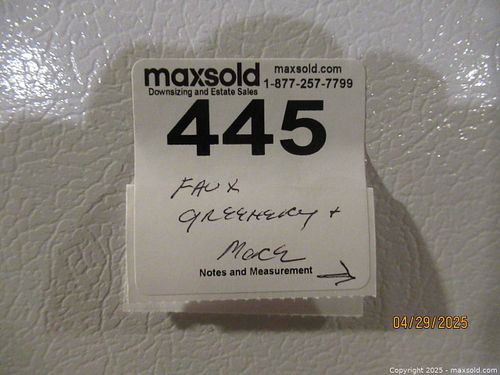 maxsold
Downsizing and Estate Sales
maxsold.com
1-877-257-7799
445
FAUX
GREENERY +
MORE
Notes and Measurement
04/29/2025
Copyright 2025 - maxsold.com